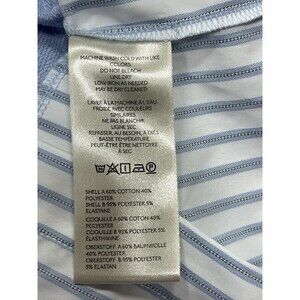 MACHINE WASH COLD WITH LIKE
COLORS
DO NOT BLEACH
LINE DRY
LOW IRON AS NEEDED
MAY BE DRY CLEANED
LAVER À LA MACHINE À L'EAU
FROIDE AVEC COULEURS
SIMILAIRES
NE PAS BLANCHIR
LIGNE SEC
REPASSER, AU BESOIN, À TRÈS
BASSE TEMPÉRATURE
PEUT-ÊTRE ÊTRE NETTOYÉ
À SEC
SHELL A 60% COTTON 40%
POLYESTER
SHELL B 95% POLYESTER 5%
ELASTANE
COQUILLE A 60% COTON 40%
POLYESTER
COQUILLE B 95% POLYESTER 5%
ELASTHANNE
OBERSTOFF A 60% BAUMWOLLE
40% POLYESTER
OBERSTOFF B 95% POLYESTER
5% ELASTAN